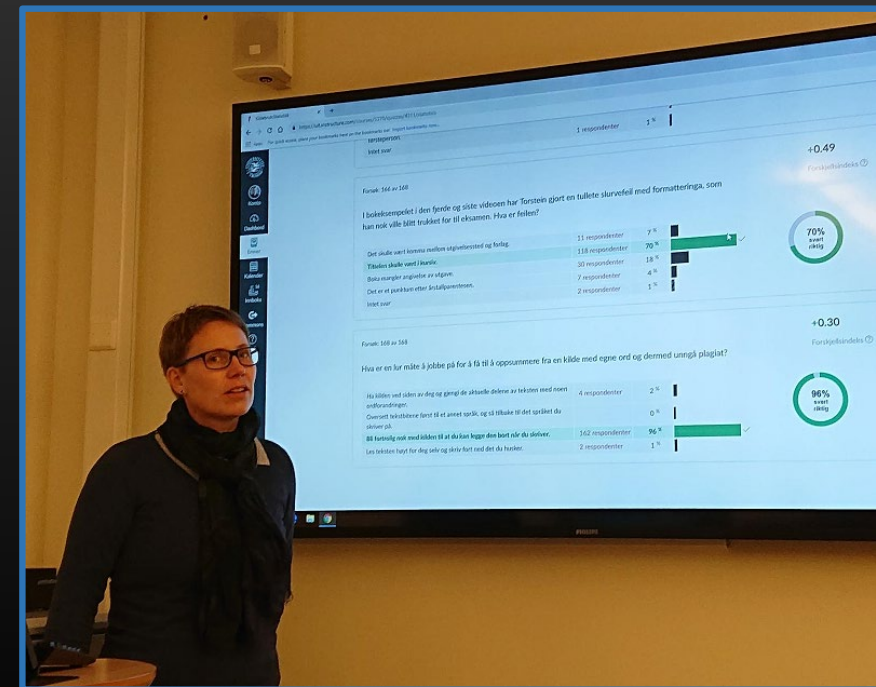 1 respondenter 1 %
Intet svar
+0.49
Forskjellsindeks
Forsøk: 166 av 168
I bokeksempelet i den fjerde og siste videoen har Torstein gjort en tullete slurvefeil med formatteringa, som
han nok ville blitt trukket for til eksamen. Hva er feilen?
Det skulle vært komma mellom utgivelsessted og forlag. 11 respondenter 7 %
Tittelen skulle vært i kursiv. 118 respondenter 70 %
Boka mangler angivelse av utgave. 30 respondenter 18 %
Det er et punktum etter årstallparentesen. 7 respondenter 4 %
Intet svar 2 respondenter 1 %
70%
svart
riktig
+0.30
Forskjellsindeks
Forsøk: 168 av 168
Hva er en lur måte å jobbe på for å få til å oppsummere fra en kilde med egne ord og dermed unngå plagiat?
Ha kilden ved siden av deg og gjengi de aktuelle delene av teksten med noen
omformuleringer. 4 respondenter 2 %
Oversett tekstbitene først til et annet språk, og så tilbake til det språket du
skriver på. 0 %
Bli fortrolig nok med kilden til at du kan legge den bort når du skriver. 162 respondenter 96 %
Les teksten høyt for deg selv og skriv fort ned det du husker. 2 respondenter 1 %
96%
svart
riktig
Konto
Dashbord
Emner
Kalender
Innboks
PHILIPS